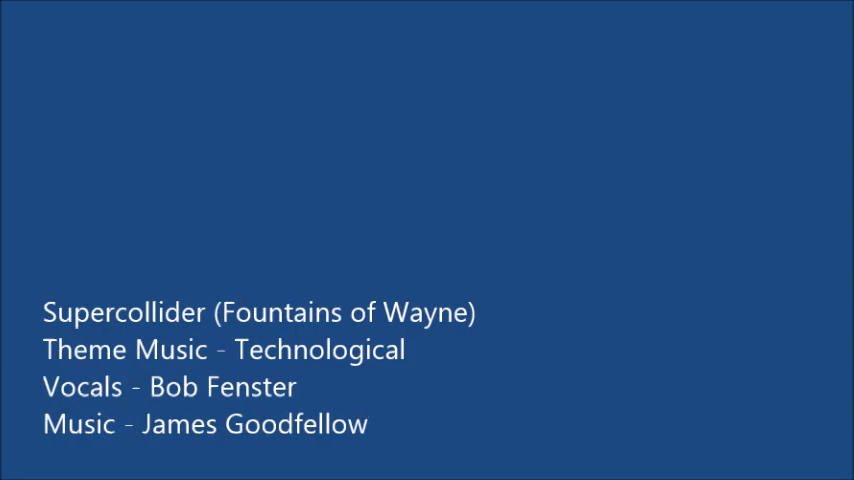 Supercollider (Fountains of Wayne)
Theme Music - Technological
Vocals - Bob Fenster
Music - James Goodfellow